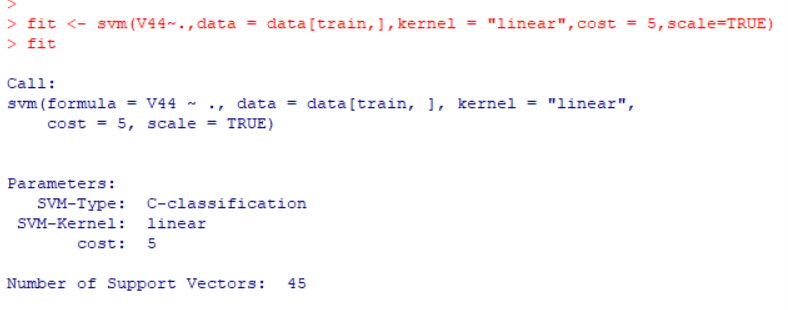 >
> fit <- svm(V44~.,data = data[train,],kernel = "linear",cost = 5,scale=TRUE)
> fit
Call:
svm(formula = V44 ~ ., data = data[train, ], kernel = "linear",
    cost = 5, scale = TRUE)
Parameters:
   SVM-Type:  C-classification
 SVM-Kernel:  linear
       cost:  5
Number of Support Vectors:  45